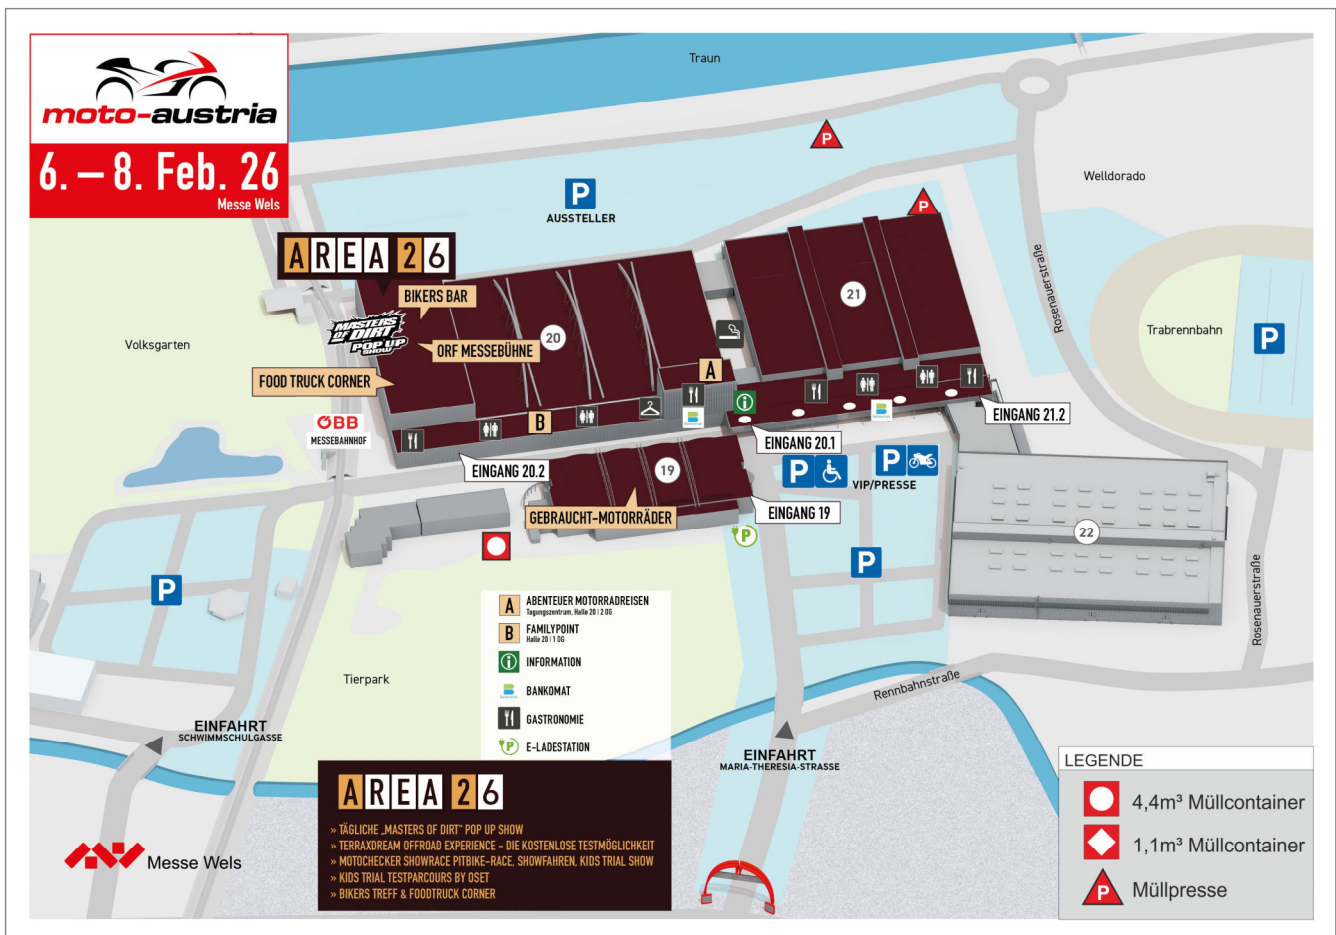 moto-austria
6. – 8. Feb. 26
Messe Wels
Traun
P
Welldorado
P
AUSSTELLER
P
AREA 26
BIKERS BAR
21
Rosenauerstraße
MASTERS
OF DIRT
POP UP
SHOW
20
Volksgarten
ORF MESSEBÜHNE
Trabrennbahn
P
FOOD TRUCK CORNER
A
B
ÖBB
MESSEBAHNHOF
EINGANG 21.2
EINGANG 20.1
EINGANG 20.2
19
P
P
VIP/PRESSE
GEBRAUCHT-MOTORRÄDER
EINGANG 19
P
22
P
P
Rosenauerstraße
A ABENTEUER MOTORRADREISEN
Tagungszentrum, Halle 20 | 2 OG
B FAMILYPOINT
Halle 20 | 1 OG
INFORMATION
BANKOMAT
GASTRONOMIE
P E-LADESTATION
Tierpark
Rennbahnstraße
EINFAHRT
SCHWIMMSCHULGASSE
EINFAHRT
MARIA-THERESIA-STRASSE
AREA 26
» TÄGLICHE „MASTERS OF DIRT“ POP UP SHOW
» TERRAXDREAM OFFROAD EXPERIENCE – DIE KOSTENLOSE TESTMÖGLICHKEIT
» MOTOCHECKER SHOWRACE PITBIKE-RACE, SHOWFAHREN, KIDS TRIAL SHOW
» KIDS TRIAL TESTPARCOURS BY OSET
» BIKERS TREFF & FOODTRUCK CORNER
Messe Wels
LEGENDE
4,4m³ Müllcontainer
1,1m³ Müllcontainer
P Müllpresse